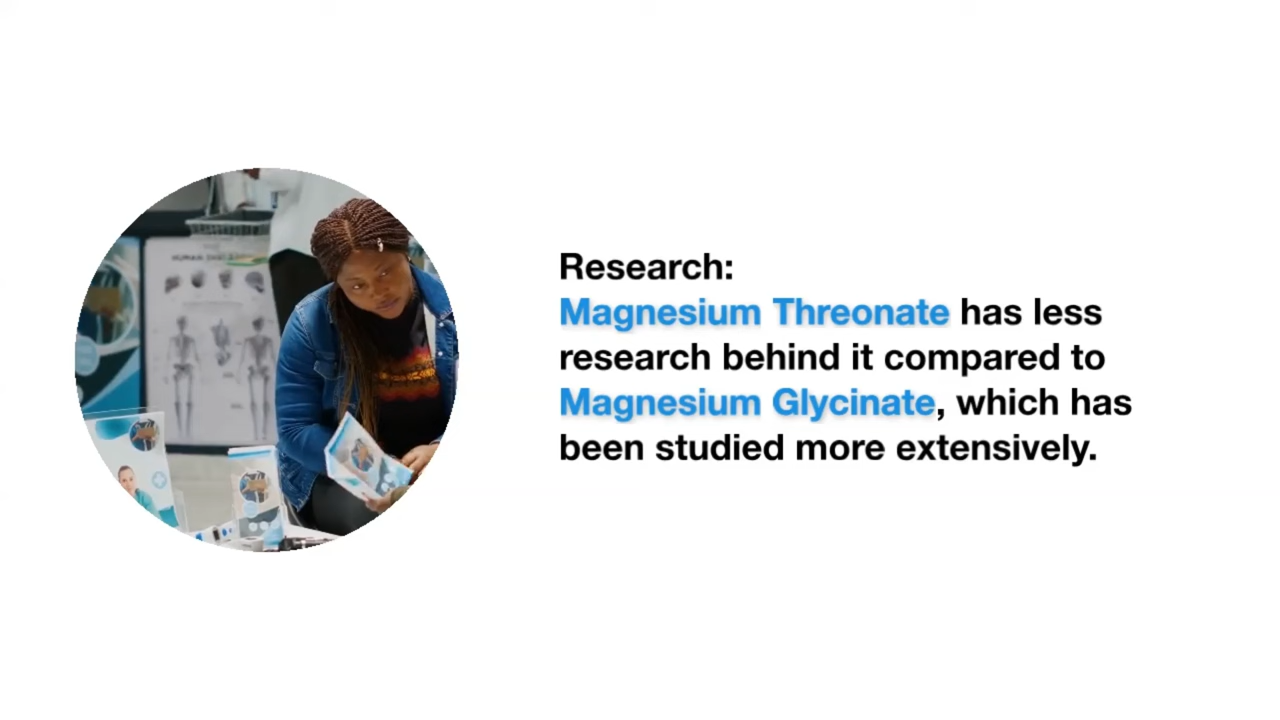 Research:
Magnesium Threonate has less
research behind it compared to
Magnesium Glycinate, which has
been studied more extensively.